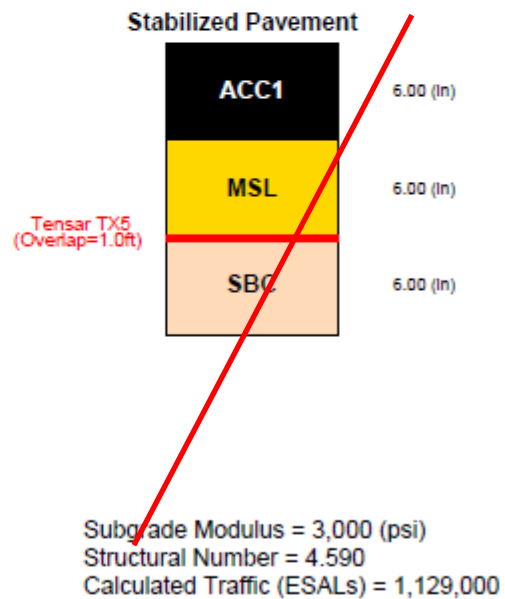 Stabilized Pavement
ACC1
6.00 (in)
MSL
6.00 (in)
Tensar TX5
(Overlap=1.0ft)
SBC
6.00 (in)
Subgrade Modulus = 3,000 (psi)
Structural Number = 4.590
Calculated Traffic (ESALs) = 1,129,000